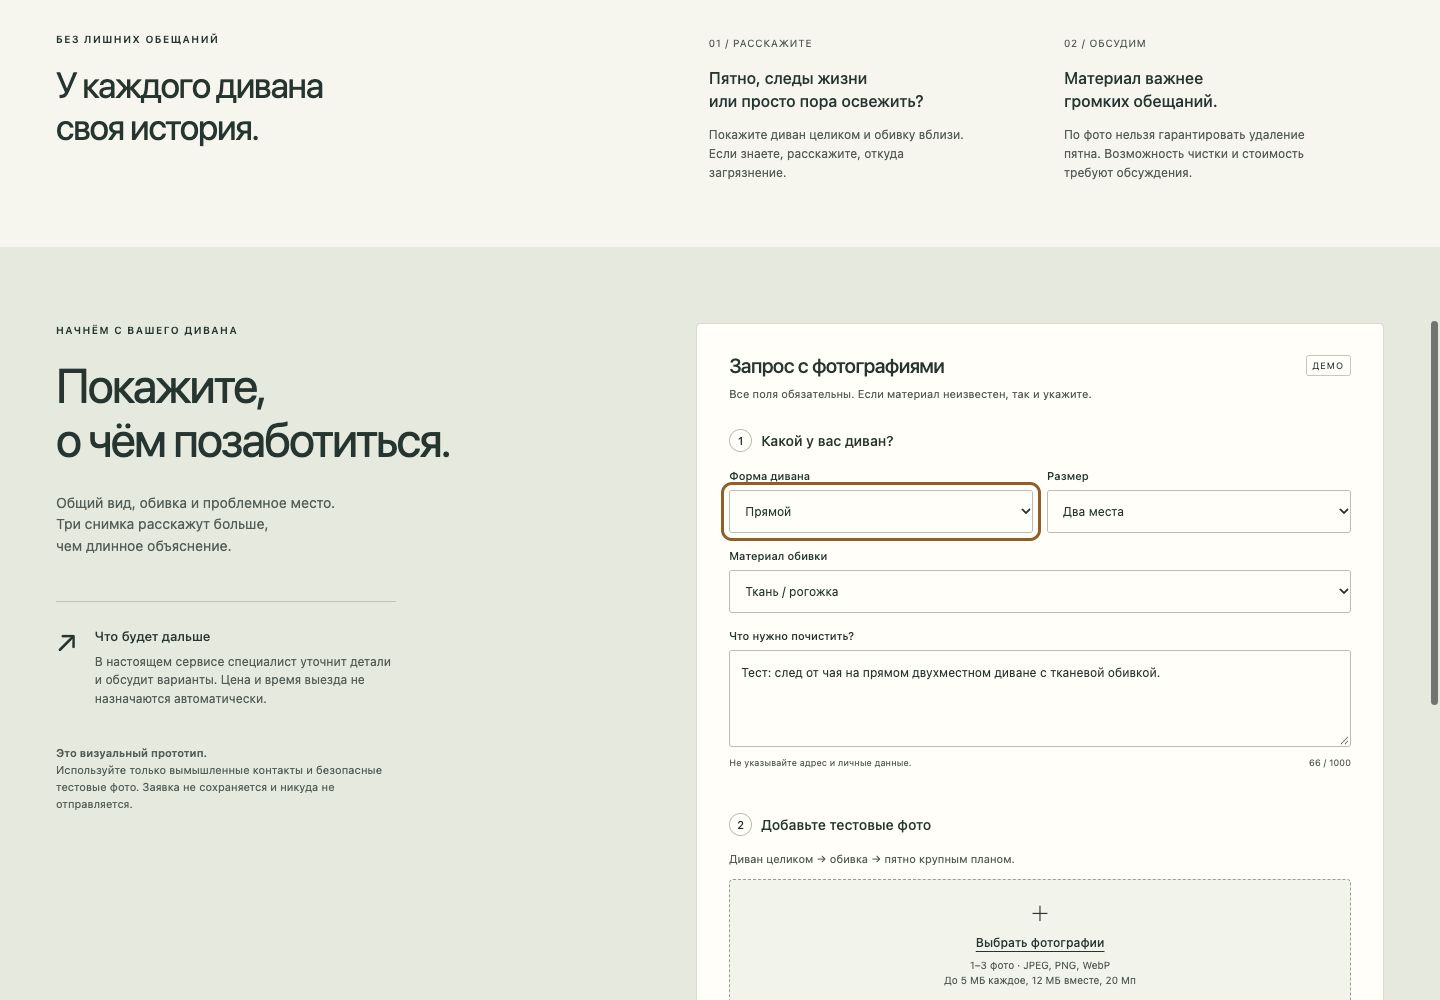 БЕЗ ЛИШНИХ ОБЕЩАНИЙ
У каждого дивана
своя история.
01 / РАССКАЖИТЕ
Пятно, следы жизни
или просто пора освежить?
Покажите диван целиком и обивку вблизи.
Если знаете, расскажите, откуда
загрязнение.
02 / ОБСУДИМ
Материал важнее
громких обещаний.
По фото нельзя гарантировать удаление
пятна. Возможность чистки и стоимость
требуют обсуждения.
НАЧНЁМ С ВАШЕГО ДИВАНА
Покажите,
о чём позаботиться.
Общий вид, обивка и проблемное место.
Три снимка расскажут больше,
чем длинное объяснение.
Что будет дальше
В настоящем сервисе специалист уточнит детали
и обсудит варианты. Цена и время выезда не
назначаются автоматически.
Это визуальный прототип.
Используйте только вымышленные контакты и безопасные
тестовые фото. Заявка не сохраняется и никуда не
отправляется.
Запрос с фотографиями
ДЕМО
Все поля обязательны. Если материал неизвестен, так и укажите.
1 Какой у вас диван?
Форма дивана
Прямой
Размер
Два места
Материал обивки
Ткань / рогожка
Что нужно почистить?
Тест: след от чая на прямом двухместном диване с тканевой обивкой.
Не указывайте адрес и личные данные.
66 / 1000
2 Добавьте тестовые фото
Диван целиком → обивка → пятно крупным планом.
Выбрать фотографии
1–3 фото · JPEG, PNG, WebP
До 5 МБ каждое, 12 МБ вместе, 20 Мп